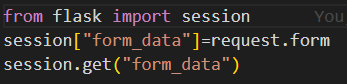 from flask import session You
session["form_data"]=request.form
session.get("form_data")